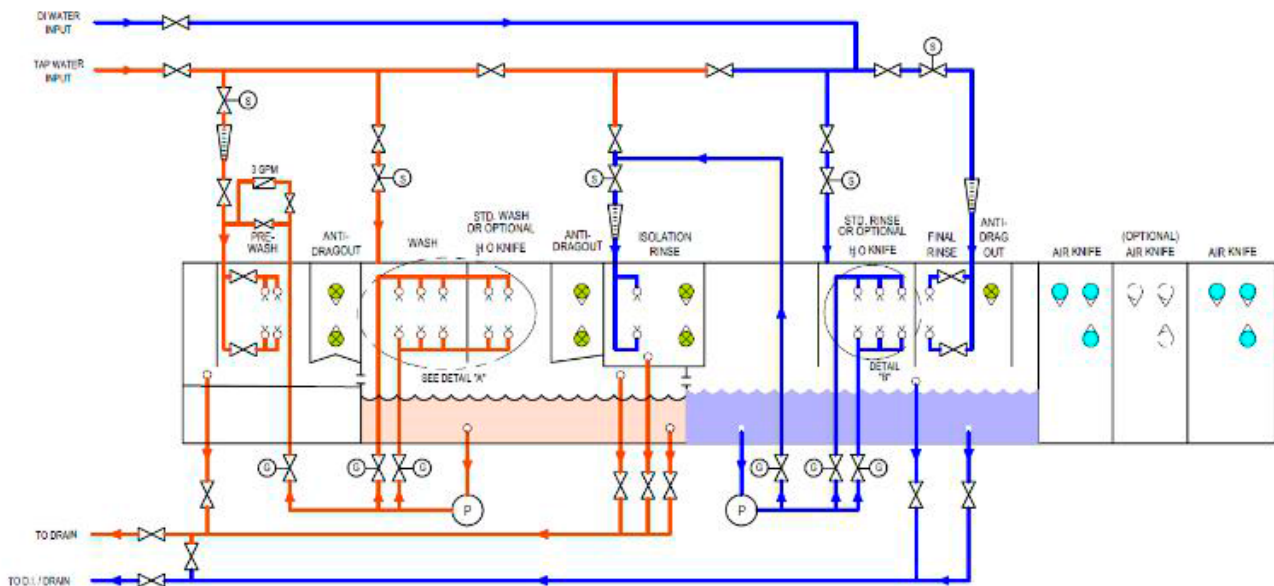 DI WATER
INPUT
S
TAP WATER
INPUT
S
3 GPM
S
S
G
PRE-
WASH
ANTI-
DRAGOUT
WASH
STD. WASH
OR OPTIONAL
H2O KNIFE
ANTI-
DRAGOUT
ISOLATION
RINSE
STD. RINSE
OR OPTIONAL
H2O KNIFE
FINAL
RINSE
ANTI-
DRAG
OUT
AIR KNIFE
(OPTIONAL)
AIR KNIFE
AIR KNIFE
SEE DETAIL "A"
DETAIL
"B"
G
G
G
G
G
P
P
TO DRAIN
TO D.I. / DRAIN